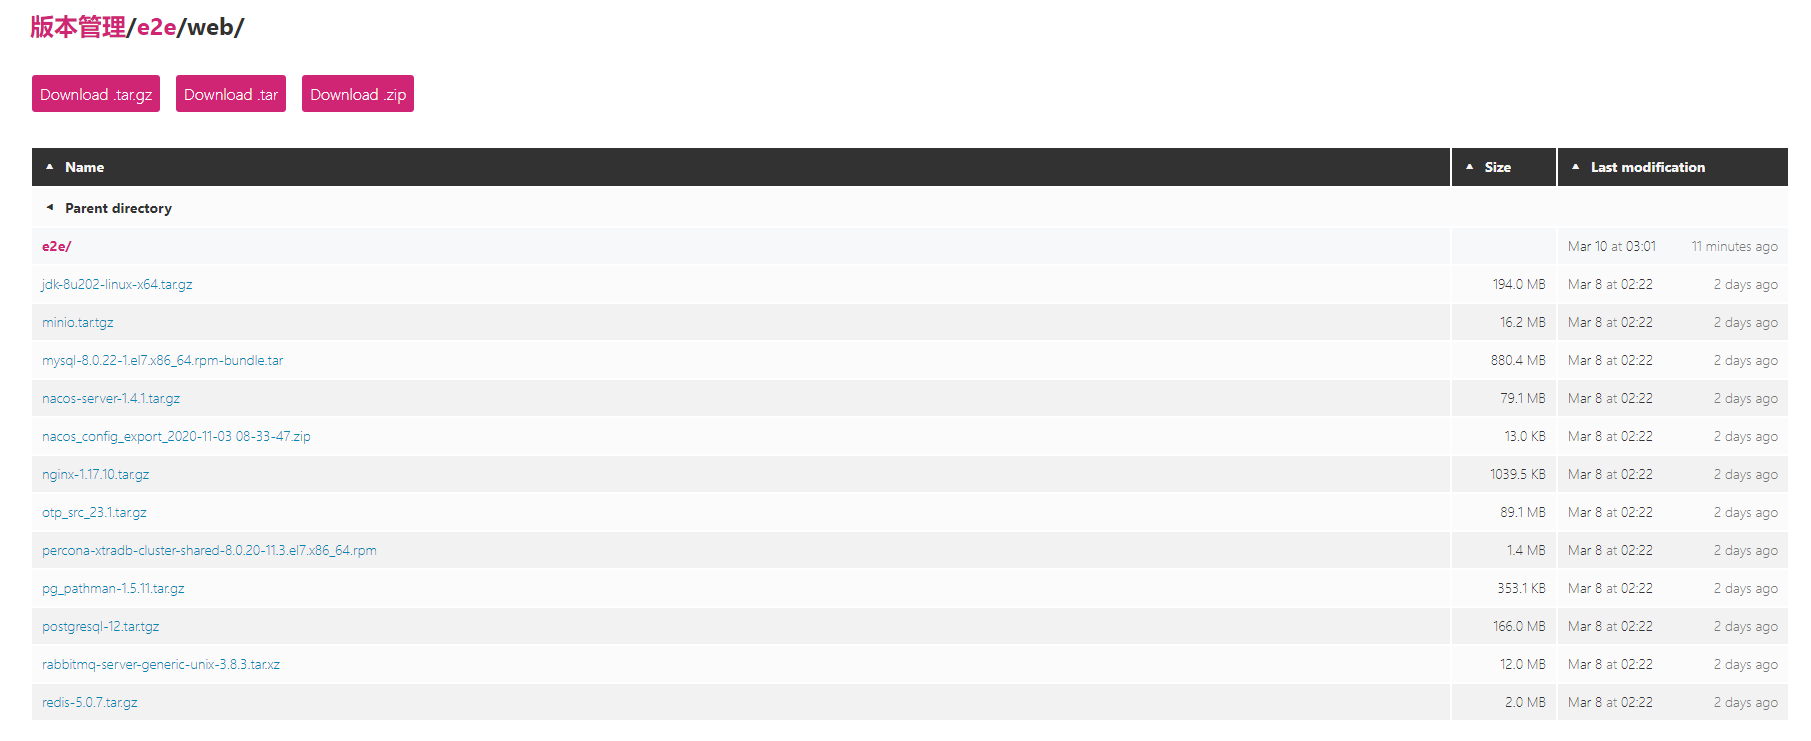 版本管理/e2e/web/
Download .tar.gz Download .tar Download .zip
Name Size Last modification
Parent directory
e2e/ Mar 10 at 03:01 11 minutes ago
jdk-8u202-linux-x64.tar.gz 194.0 MB Mar 8 at 02:22 2 days ago
minio.tar.tgz 16.2 MB Mar 8 at 02:22 2 days ago
mysql-8.0.22-1.el7.x86_64.rpm-bundle.tar 880.4 MB Mar 8 at 02:22 2 days ago
nacos-server-1.4.1.tar.gz 79.1 MB Mar 8 at 02:22 2 days ago
nacos_config_export_2020-11-03 08-33-47.zip 13.0 KB Mar 8 at 02:22 2 days ago
nginx-1.17.10.tar.gz 1039.5 KB Mar 8 at 02:22 2 days ago
otp_src_23.1.tar.gz 89.1 MB Mar 8 at 02:22 2 days ago
percona-xtradb-cluster-shared-8.0.20-11.3.el7.x86_64.rpm 1.4 MB Mar 8 at 02:22 2 days ago
pg_pathman-1.5.11.tar.gz 353.1 KB Mar 8 at 02:22 2 days ago
postgresql-12.tar.tgz 166.0 MB Mar 8 at 02:22 2 days ago
rabbitmq-server-generic-unix-3.8.3.tar.xz 12.0 MB Mar 8 at 02:22 2 days ago
redis-5.0.7.tar.gz 2.0 MB Mar 8 at 02:22 2 days ago